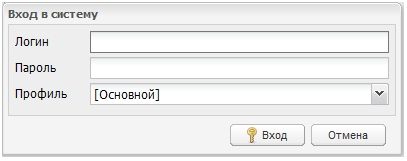 Вход в систему
Логин
Пароль
Профиль [Основной]
Вход Отмена